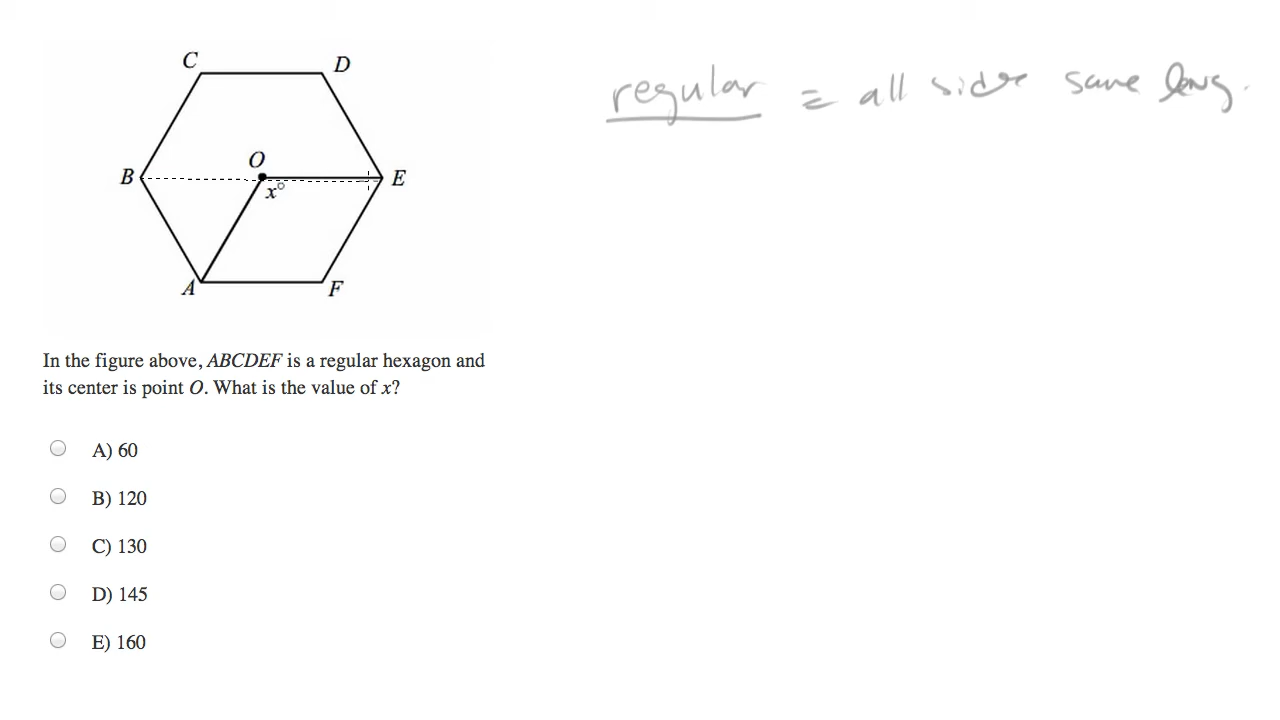 C
D
regular = all sides same leng.
O
B
E
x°
A
F
In the figure above, ABCDEF is a regular hexagon and
its center is point O. What is the value of x?
A) 60
B) 120
C) 130
D) 145
E) 160